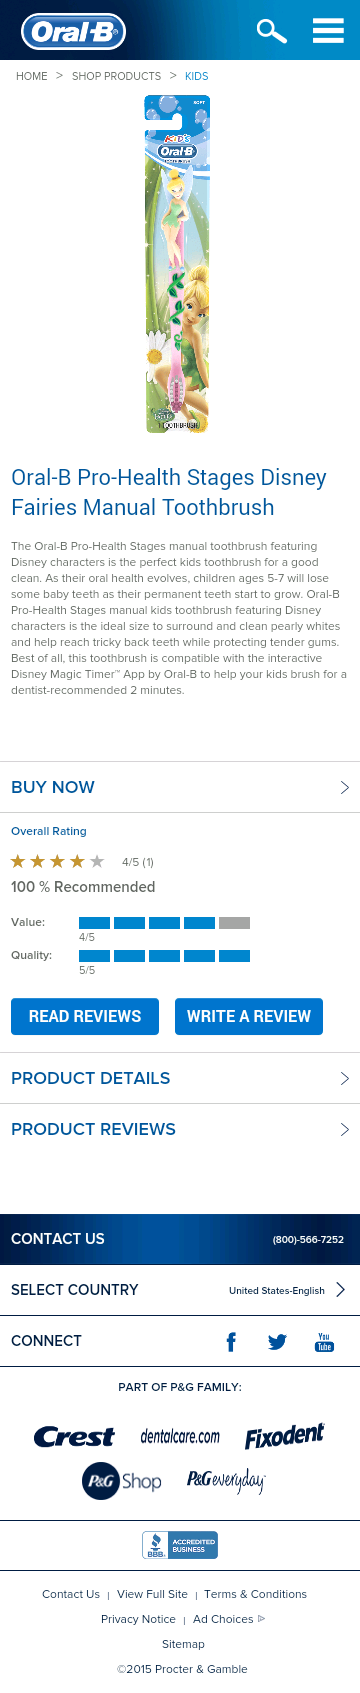 Oral-B
HOME > SHOP PRODUCTS > KIDS
SOFT
KID'S
Oral-B
TOOTHBRUSH
1 TOOTHBRUSH
Oral-B Pro-Health Stages Disney
Fairies Manual Toothbrush
The Oral-B Pro-Health Stages manual toothbrush featuring
Disney characters is the perfect kids toothbrush for a good
clean. As their oral health evolves, children ages 5-7 will lose
some baby teeth as their permanent teeth start to grow. Oral-B
Pro-Health Stages manual kids toothbrush featuring Disney
characters is the ideal size to surround and clean pearly whites
and help reach tricky back teeth while protecting tender gums.
Best of all, this toothbrush is compatible with the interactive
Disney Magic Timer™ App by Oral-B to help your kids brush for a
dentist-recommended 2 minutes.
BUY NOW
Overall Rating
4/5 (1)
100 % Recommended
Value:
4/5
Quality:
5/5
READ REVIEWS WRITE A REVIEW
PRODUCT DETAILS
PRODUCT REVIEWS
CONTACT US (800)-566-7252
SELECT COUNTRY United States-English
CONNECT You Tube
PART OF P&G FAMILY:
Crest dentalcare.com Fixodent
P&G Shop P&G everyday
BBB. ACCREDITED BUSINESS
Contact Us | View Full Site | Terms & Conditions
Privacy Notice | Ad Choices
Sitemap
©2015 Procter & Gamble